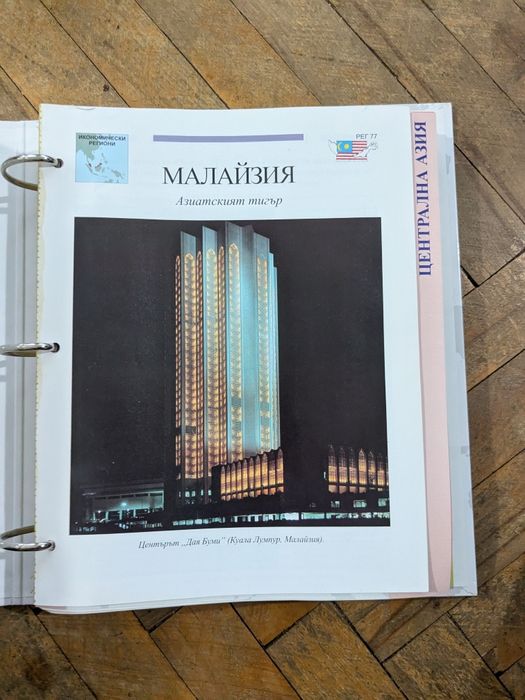 ИКОНОМИЧЕСКИ
РЕГИОНИ
РЕГ 77
МАЛАЙЗИЯ
Азиатският тигър
Центърът „Дая Буми" (Куала Лумпур, Малайзия).
ЦЕНТРАЛНА АЗИЯ